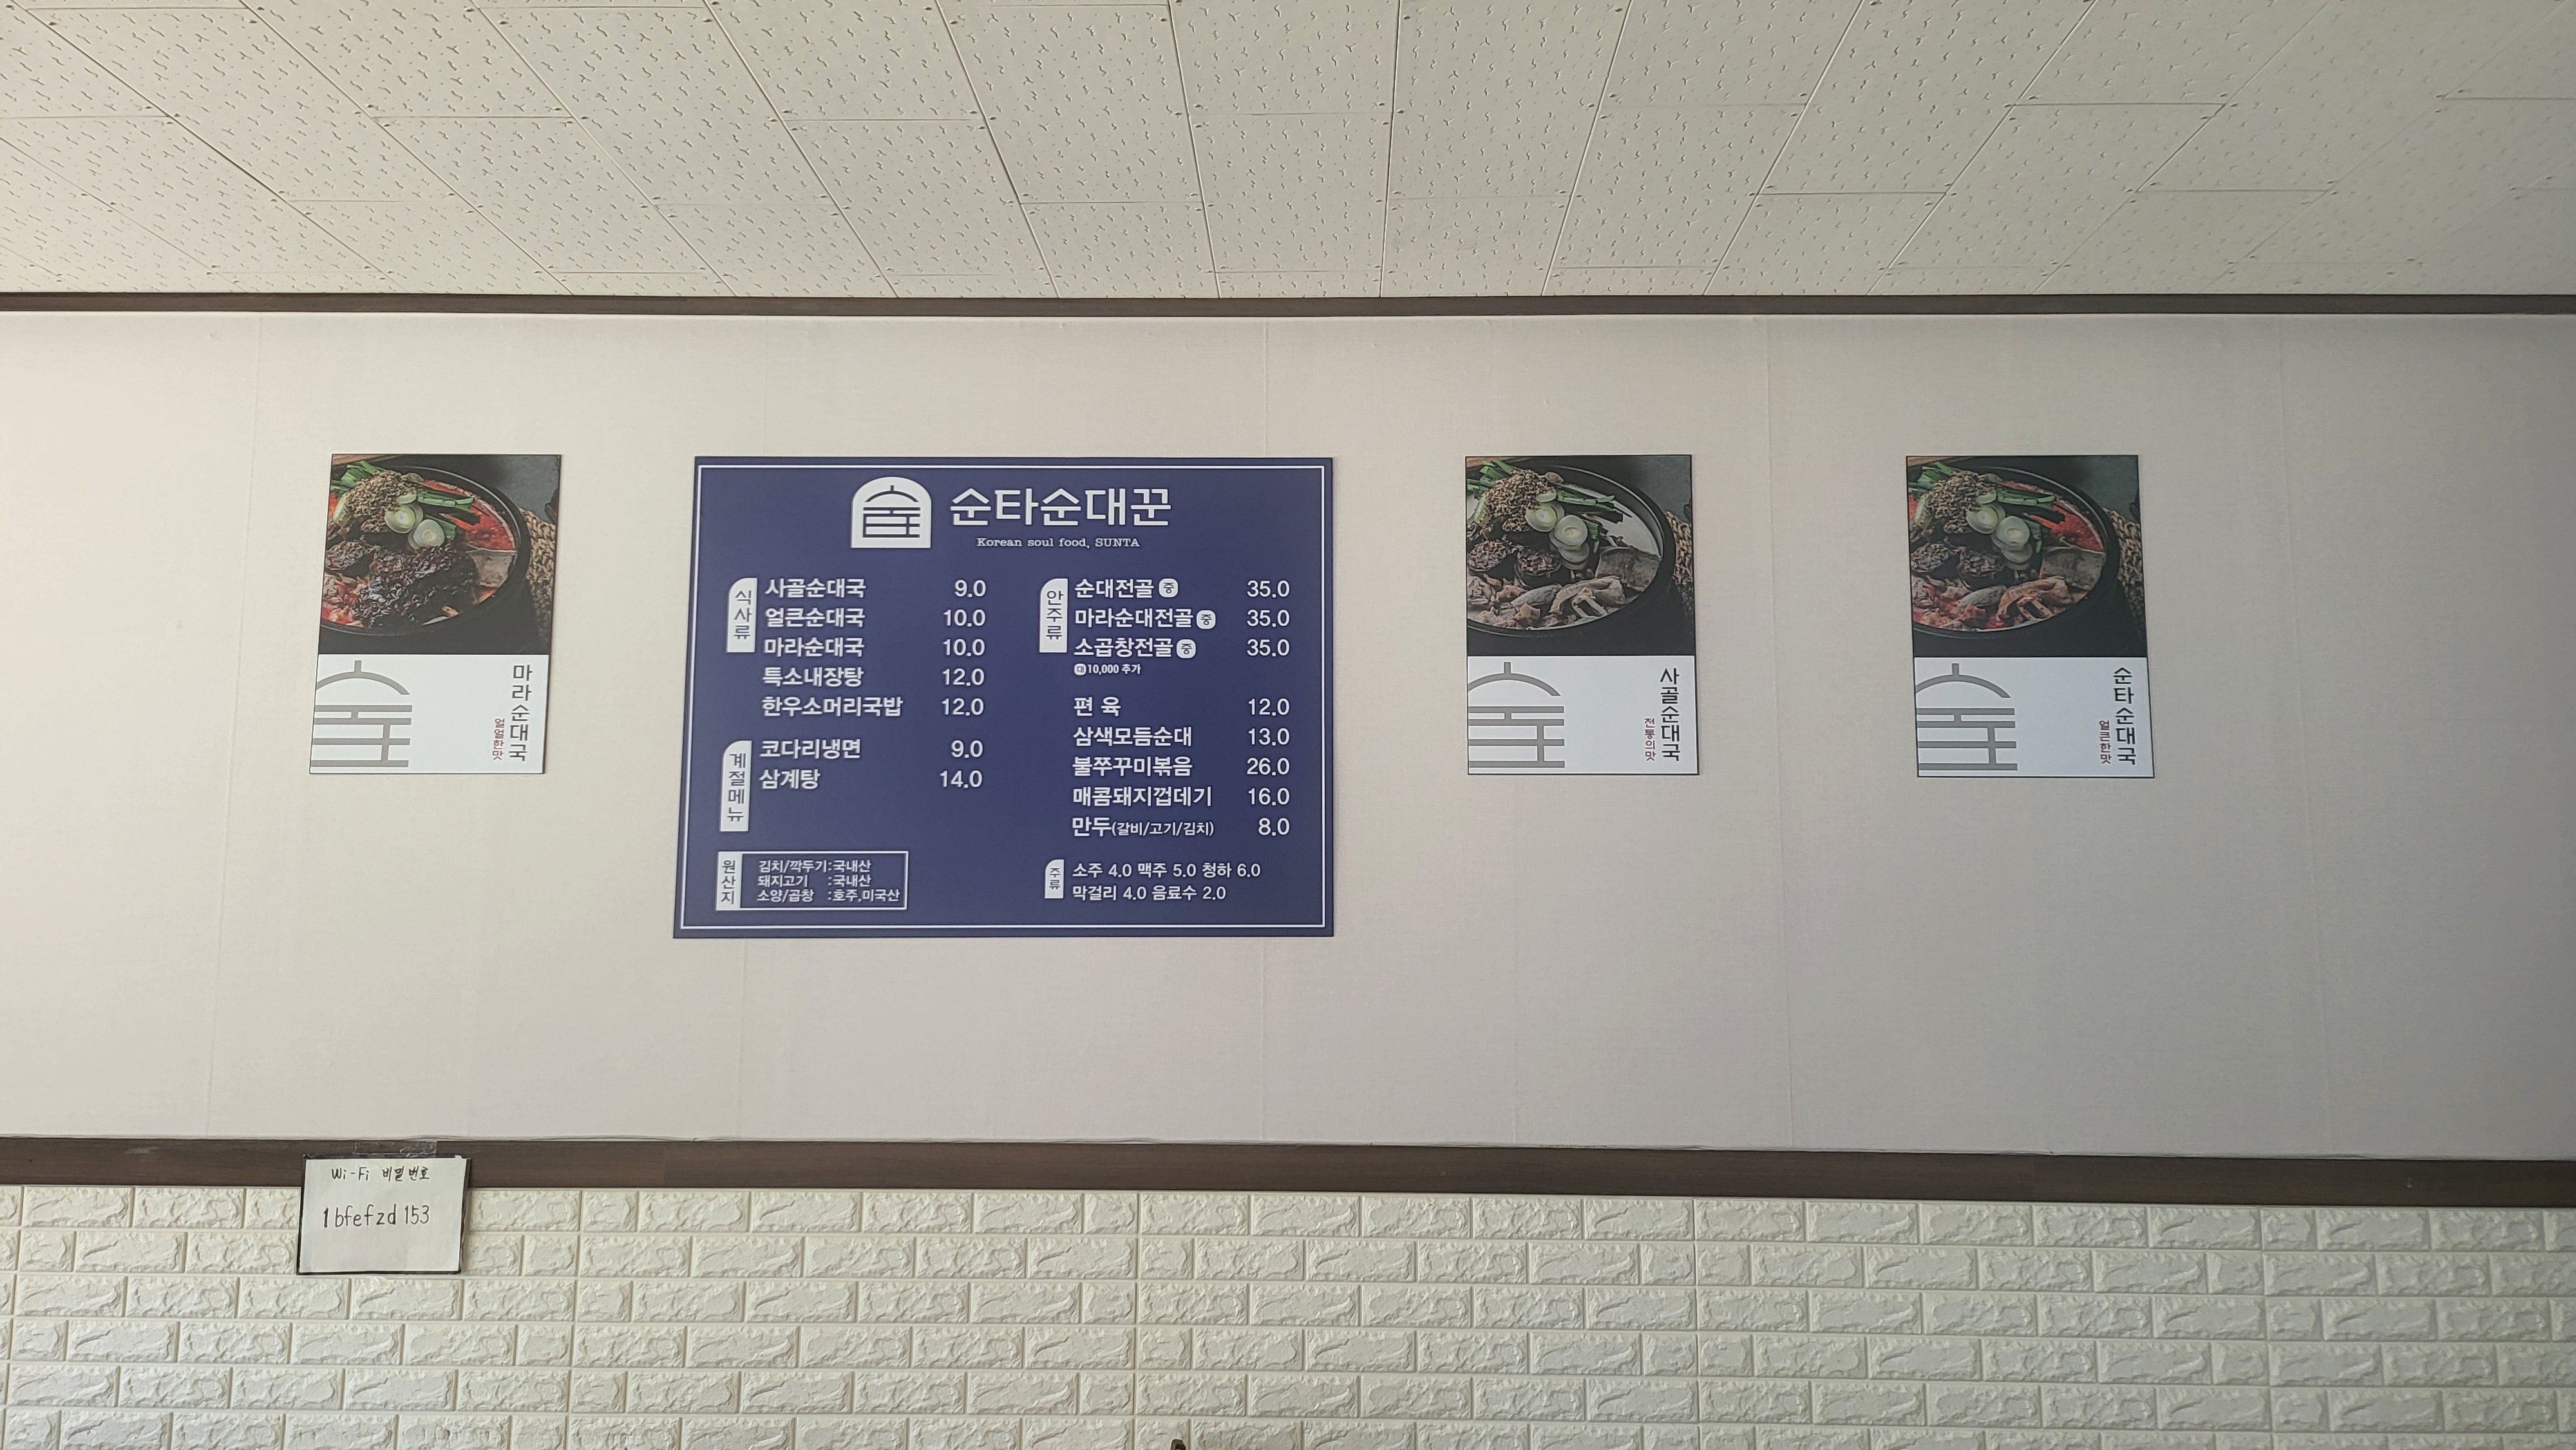 순타순대꾼
Korean soul food, SUNTA
식사류
사골순대국 9.0
얼큰순대국 10.0
마라순대국 10.0
특소내장탕 12.0
한우소머리국밥 12.0
계절메뉴
코다리냉면 9.0
삼계탕 14.0
원산지
김치/깍두기:국내산
돼지고기 :국내산
소양/곱창 :호주,미국산
안주류
순대전골 중 35.0
마라순대전골 중 35.0
소곱창전골 중 35.0
대 10,000 추가
편 육 12.0
삼색모듬순대 13.0
불쭈꾸미볶음 26.0
매콤돼지껍데기 16.0
만두(갈비/고기/김치) 8.0
주류
소주 4.0 맥주 5.0 청하 6.0
막걸리 4.0 음료수 2.0
마라순대국
얼얼한맛
사골순대국
전통의맛
순타순대국
얼큰한맛
Wi-Fi 비밀번호
1bfefzd153